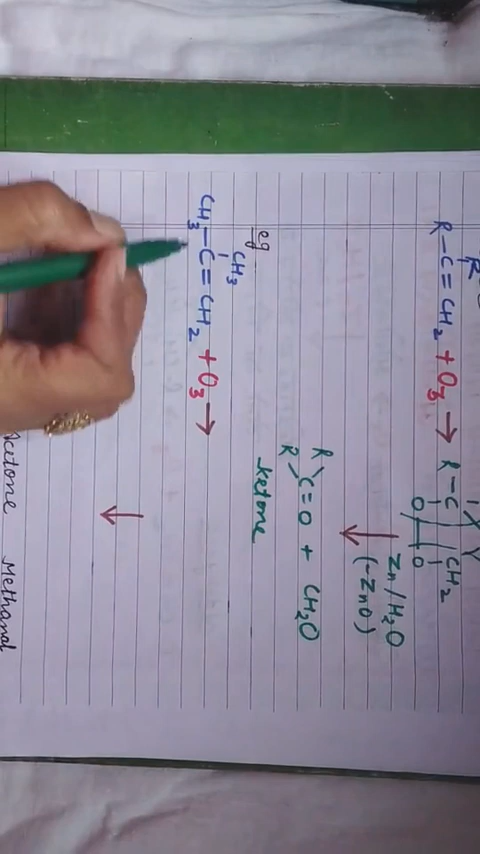 R
R-C=CH2 + O3 → R-C CH2
O O
Zn/H2O
(-ZnO)
R
R C=O + CH2O
ketone
eg
CH3
CH3-C=CH2 + O3 →
Acetone Methanal